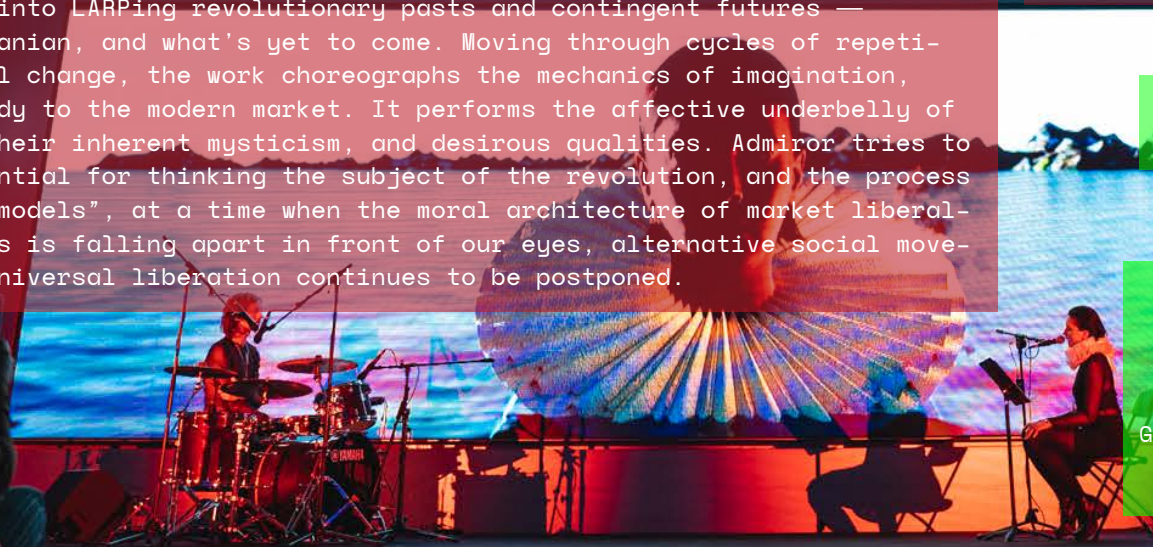 into LARPing revolutionary pasts and contingent futures —
anian, and what's yet to come. Moving through cycles of repeti-
l change, the work choreographs the mechanics of imagination,
dy to the modern market. It performs the affective underbelly of
heir inherent mysticism, and desirous qualities. Admiror tries to
ntial for thinking the subject of the revolution, and the process
models”, at a time when the moral architecture of market liberal-
s is falling apart in front of our eyes, alternative social move-
niversal liberation continues to be postponed.
G
YAMAHA